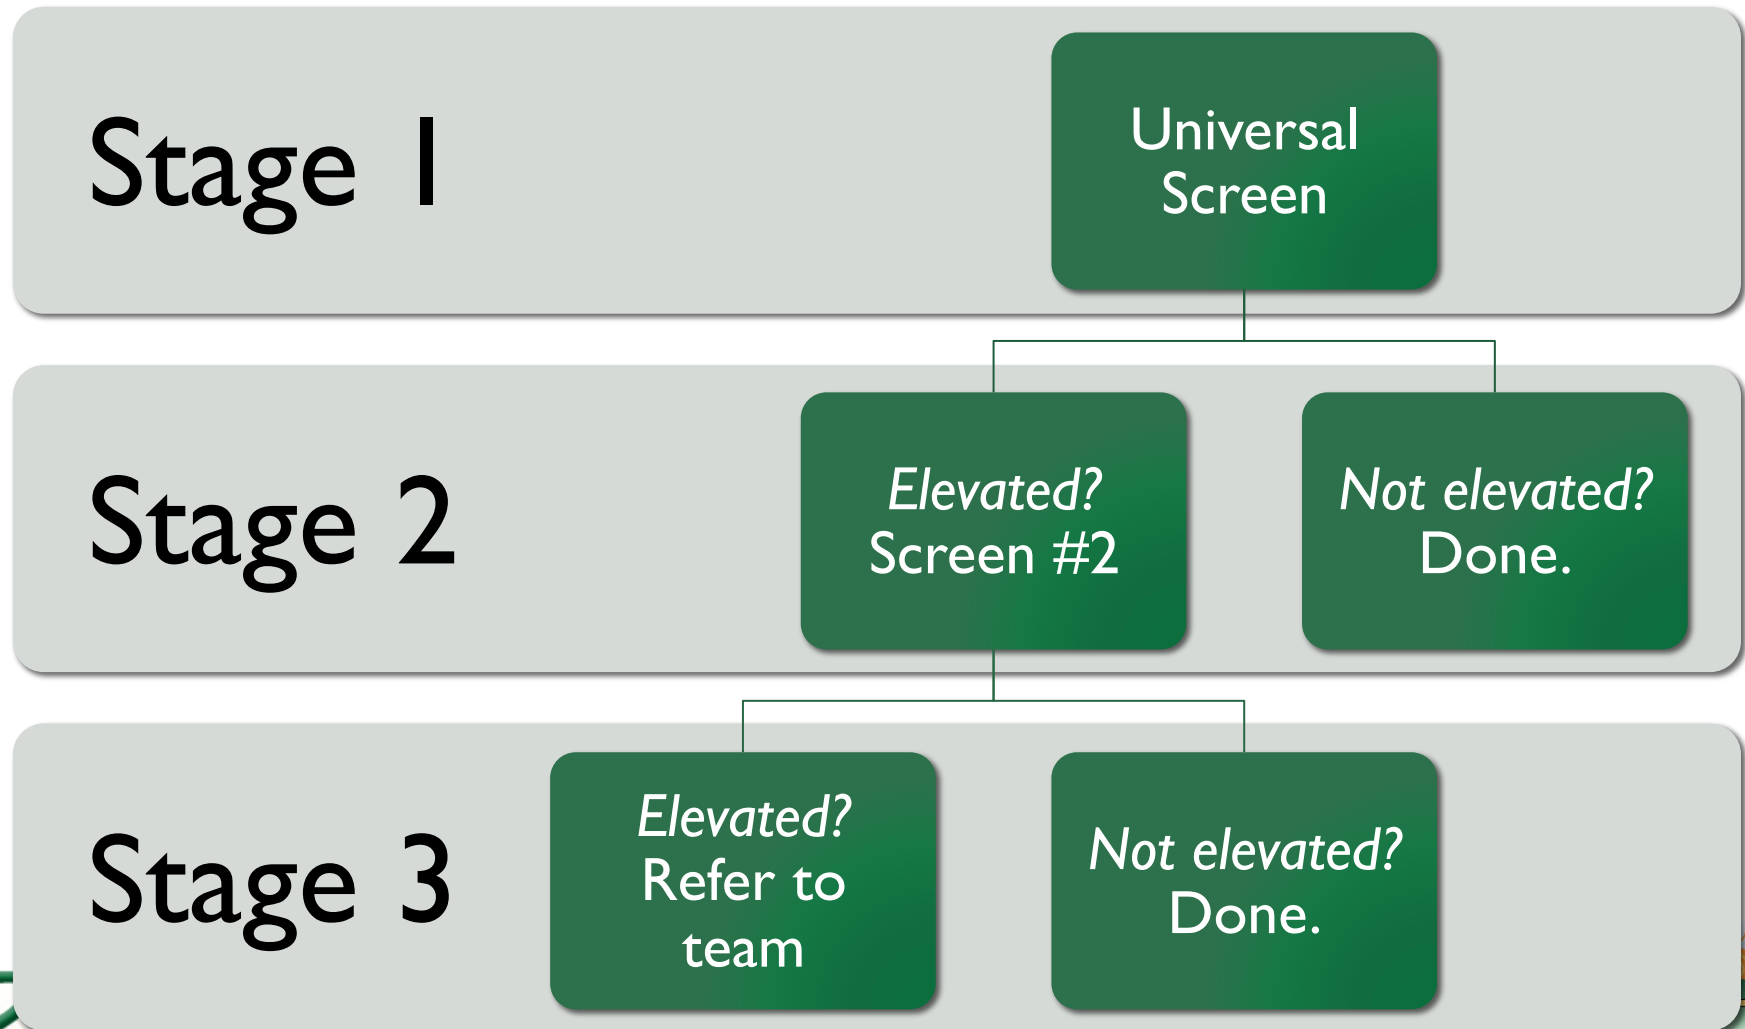 Stage 1
Universal
Screen
Stage 2
Elevated?
Screen #2
Not elevated?
Done.
Stage 3
Elevated?
Refer to
team
Not elevated?
Done.